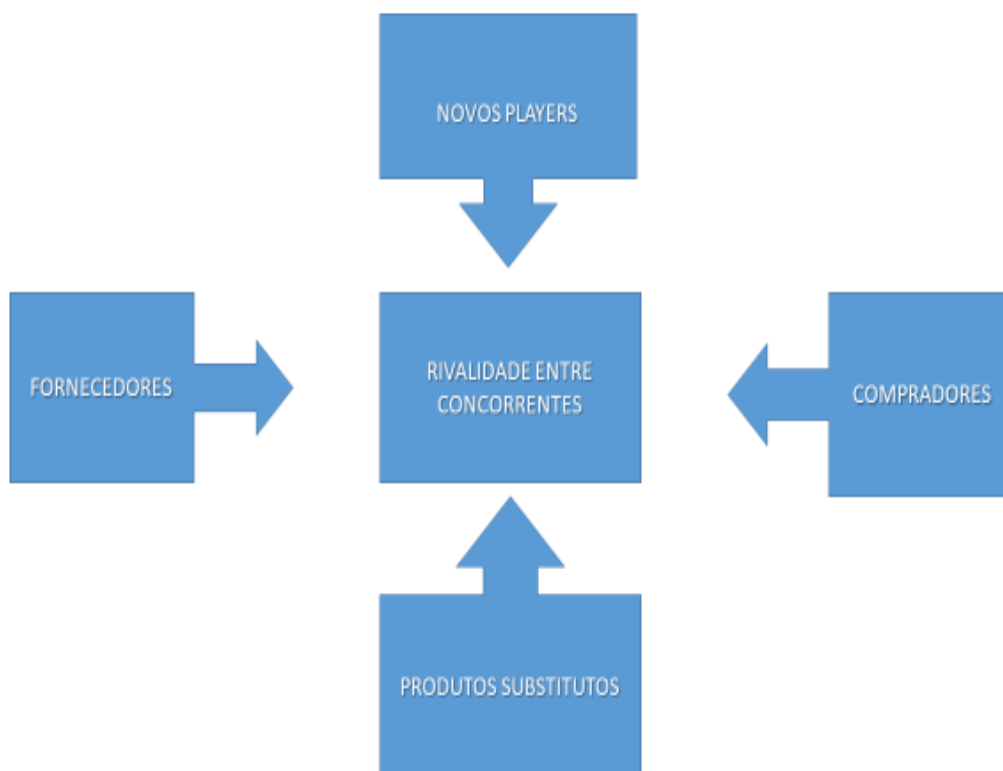 NOVOS PLAYERS
FORNECEDORES
RIVALIDADE ENTRE
CONCORRENTES
COMPRADORES
PRODUTOS SUBSTITUTOS